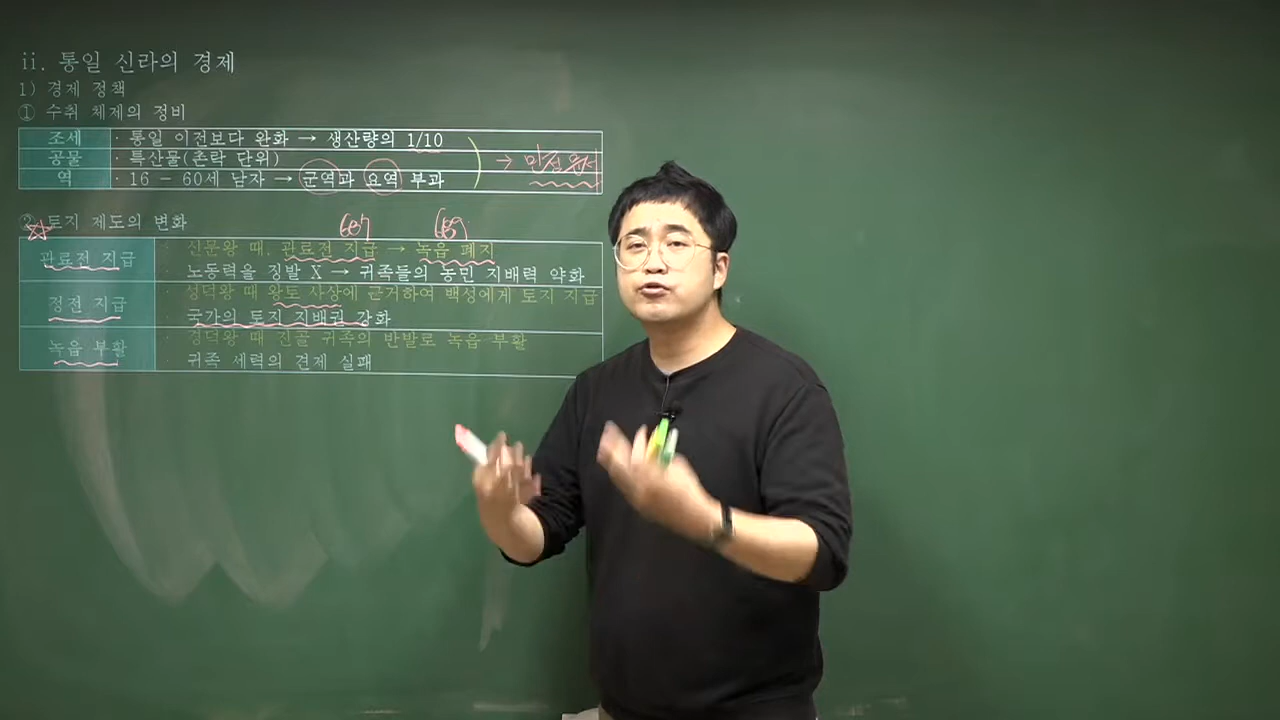 ii. 통일 신라의 경제
1) 경제 정책
① 수취 체제의 정비
조세 · 통일 이전보다 완화 → 생산량의 1/10
공물 · 특산물(촌락 단위)
역 · 16 - 60세 남자 → 군역과 요역 부과
→ 민정문서
② 토지 제도의 변화
687 689
관료전 지급 · 신문왕 때, 관료전 지급 → 녹읍 폐지
· 노동력을 징발 X → 귀족들의 농민 지배력 약화
정전 지급 · 성덕왕 때 왕토 사상에 근거하여 백성에게 토지 지급
· 국가의 토지 지배권 강화
녹읍 부활 · 경덕왕 때 진골 귀족의 반발로 녹읍 부활
· 귀족 세력의 견제 실패